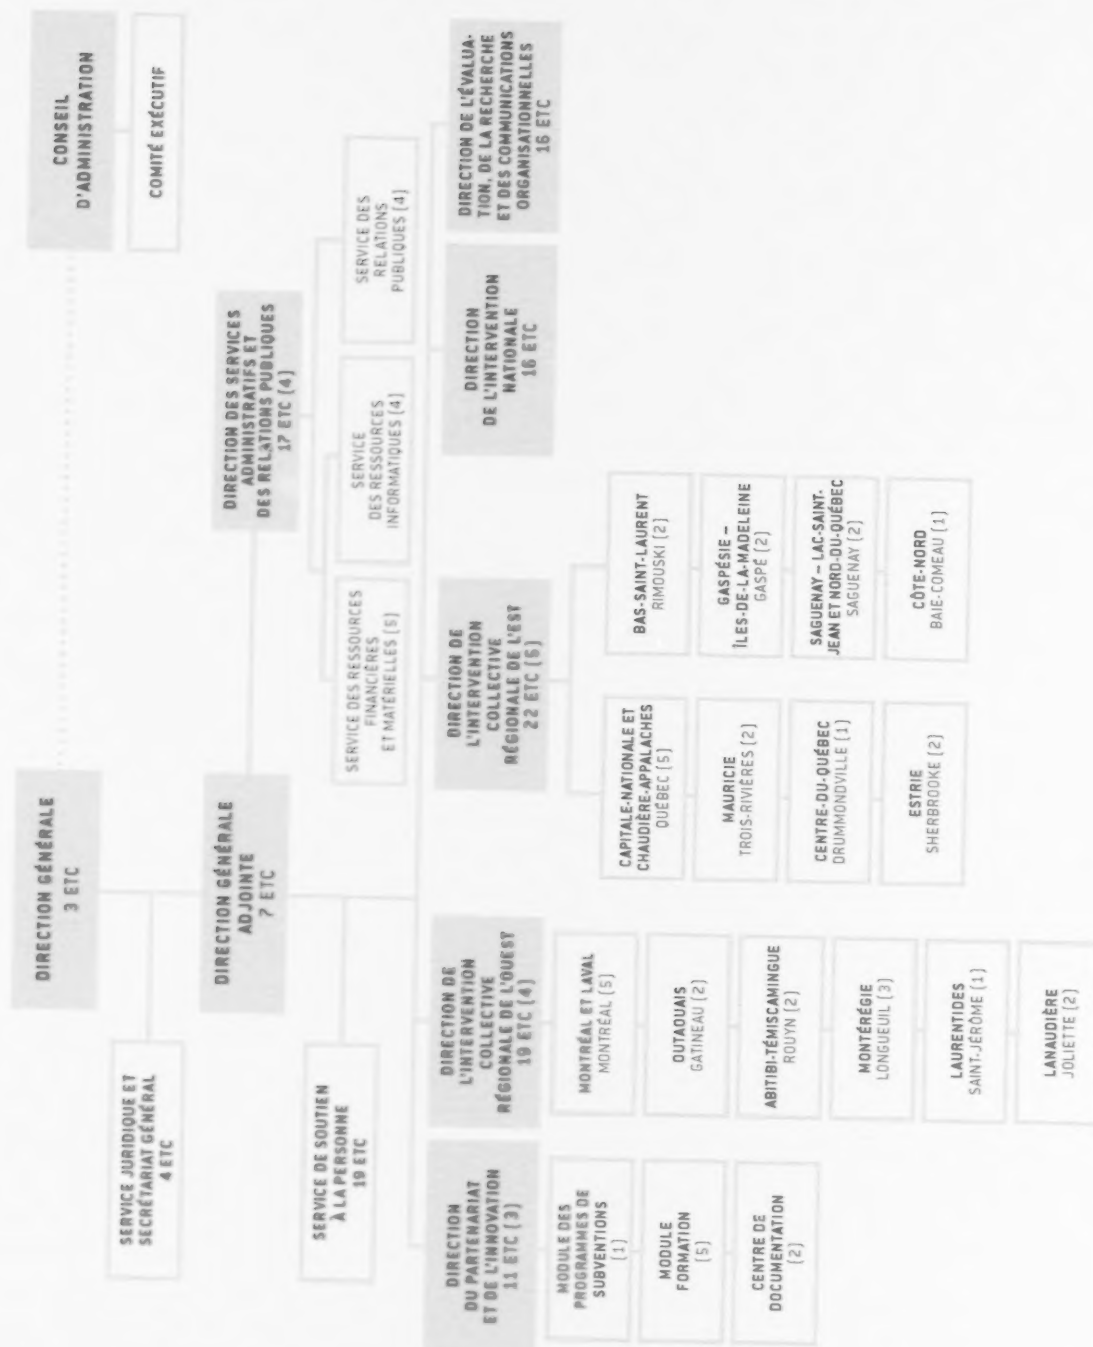 CONSEIL
D'ADMINISTRATION
COMITÉ EXÉCUTIF
DIRECTION GÉNÉRALE
3 ETC
SERVICE JURIDIQUE ET
SECRÉTARIAT GÉNÉRAL
4 ETC
DIRECTION GÉNÉRALE
ADJOINTE
7 ETC
DIRECTION DES SERVICES
ADMINISTRATIFS ET
DES RELATIONS PUBLIQUES
17 ETC (4)
SERVICE DE SOUTIEN
À LA PERSONNE
19 ETC
SERVICE DES RESSOURCES
FINANCIÈRES
ET MATÉRIELLES (5)
SERVICE
DES RESSOURCES
INFORMATIQUES (4)
SERVICE DES
RELATIONS
PUBLIQUES (4)
DIRECTION
DU PARTENARIAT
ET DE L'INNOVATION
11 ETC (3)
DIRECTION DE
L'INTERVENTION
COLLECTIVE
RÉGIONALE DE L'OUEST
19 ETC (4)
DIRECTION DE
L'INTERVENTION
COLLECTIVE
RÉGIONALE DE L'EST
22 ETC (5)
DIRECTION
DE L'INTERVENTION
NATIONALE
16 ETC
DIRECTION DE L'ÉVALUA-
TION, DE LA RECHERCHE
ET DES COMMUNICATIONS
ORGANISATIONNELLES
16 ETC
MODULE DES
PROGRAMMES DE
SUBVENTIONS
(1)
MODULE
FORMATION
(5)
CENTRE DE
DOCUMENTATION
(2)
MONTRÉAL ET LAVAL
MONTRÉAL (5)
OUTAOUAIS
GATINEAU (2)
ABITIBI-TÉMISCAMINGUE
ROUYN (2)
MONTÉRÉGIE
LONGUEUIL (3)
LAURENTIDES
SAINT-JÉRÔME (1)
LANAUDIÈRE
JOLIETTE (2)
CAPITALE-NATIONALE ET
CHAUDIÈRE-APPALACHES
QUÉBEC (5)
MAURICIE
TROIS-RIVIÈRES (2)
CENTRE-DU-QUÉBEC
DRUMMONDVILLE (1)
ESTRIE
SHERBROOKE (2)
BAS-SAINT-LAURENT
RIMOUSKI (2)
GASPÉSIE –
ÎLES-DE-LA-MADELEINE
GASPÉ (2)
SAGUENAY – LAC-SAINT-
JEAN ET NORD-DU-QUÉBEC
SAGUENAY (2)
CÔTE-NORD
BAIE-COMEAU (1)